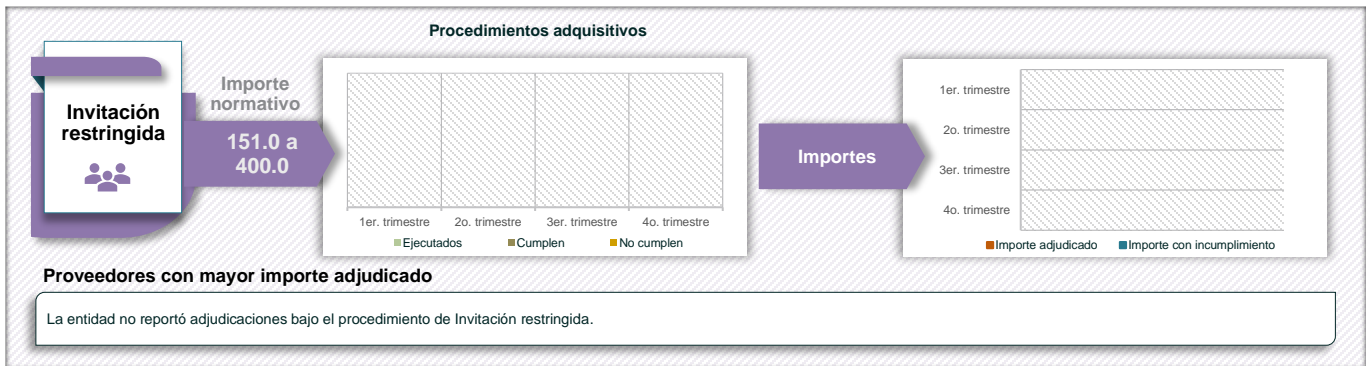 Procedimientos adquisitivos
Invitación
restringida
Importe
normativo
151.0 a
400.0
1er. trimestre
2o. trimestre
3er. trimestre
4o. trimestre
Ejecutados
Cumplen
No cumplen
Importes
1er. trimestre
2o. trimestre
3er. trimestre
4o. trimestre
Importe adjudicado
Importe con incumplimiento
Proveedores con mayor importe adjudicado
La entidad no reportó adjudicaciones bajo el procedimiento de Invitación restringida.